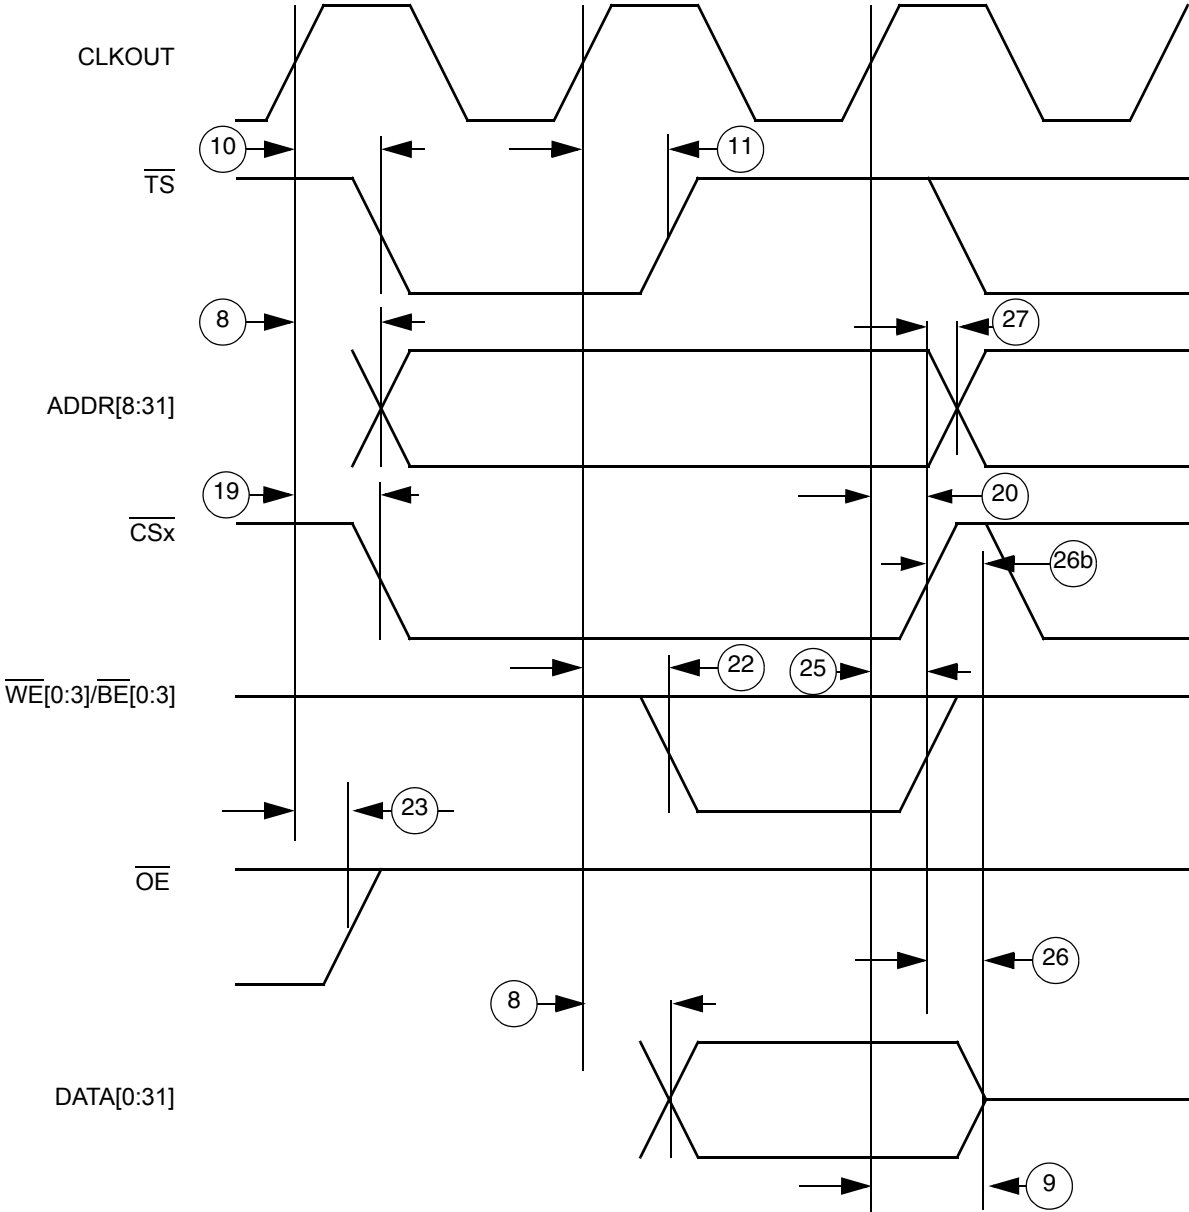 CLKOUT
10
11
TS
8
27
ADDR[8:31]
19
20
CSx
26b
22
25
WE[0:3]/BE[0:3]
23
OE
26
8
DATA[0:31]
9